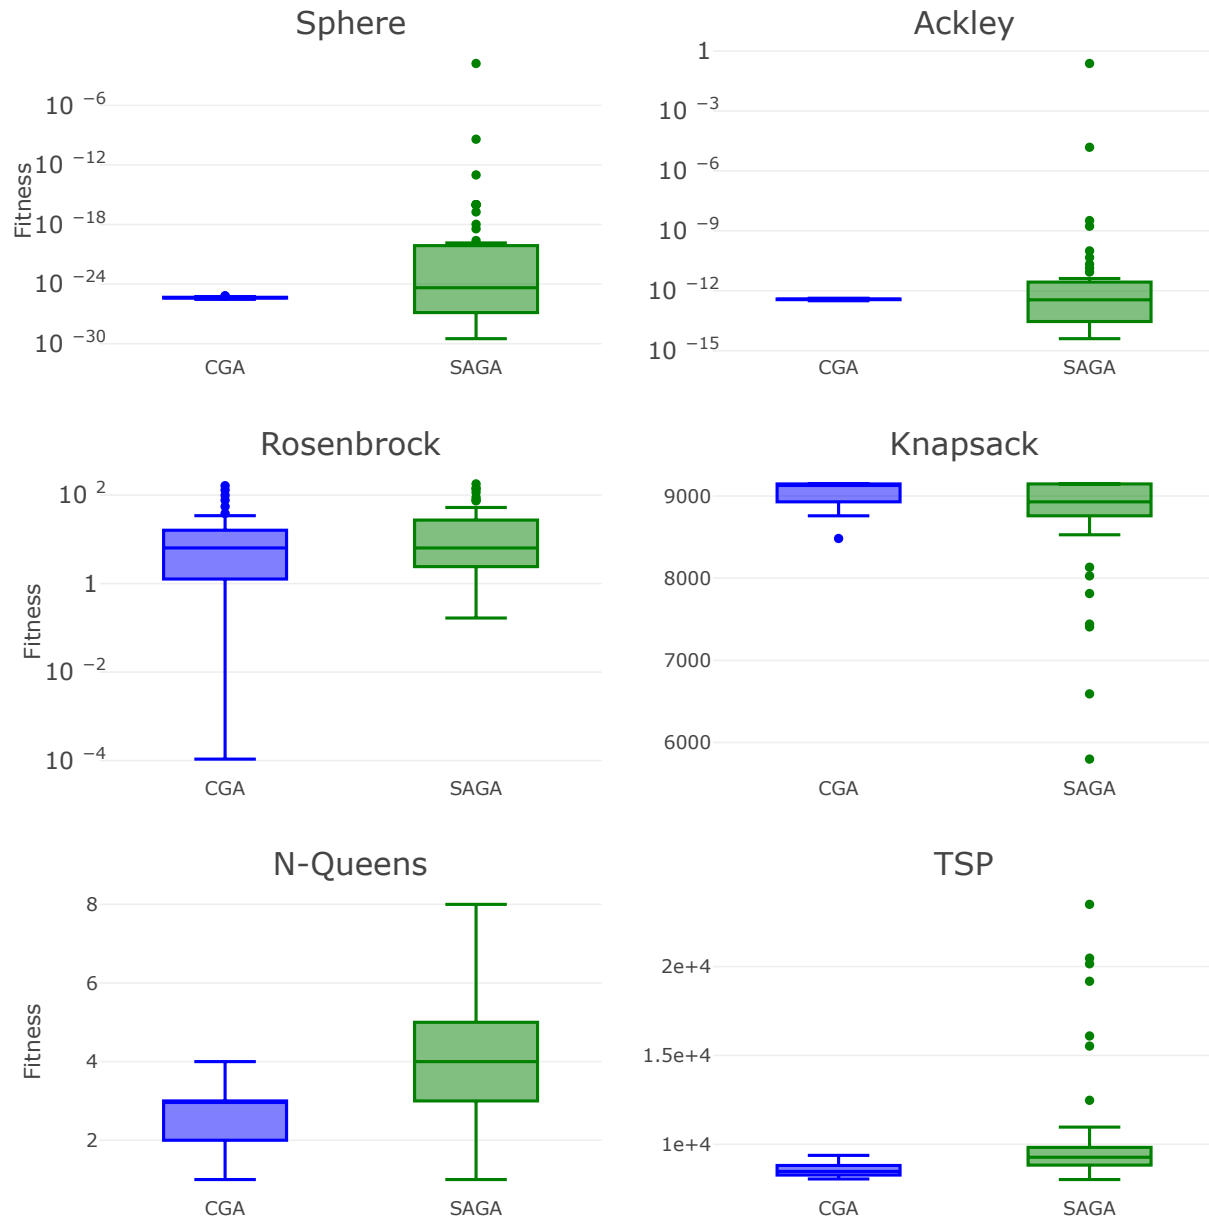 Sphere
Fitness
10 −6
10 −12
10 −18
10 −24
10 −30
CGA
SAGA
Ackley
1
10 −3
10 −6
10 −9
10 −12
10 −15
CGA
SAGA
Rosenbrock
Fitness
10 2
1
10 −2
10 −4
CGA
SAGA
Knapsack
9000
8000
7000
6000
CGA
SAGA
N-Queens
Fitness
8
6
4
2
CGA
SAGA
TSP
2e+4
1.5e+4
1e+4
CGA
SAGA